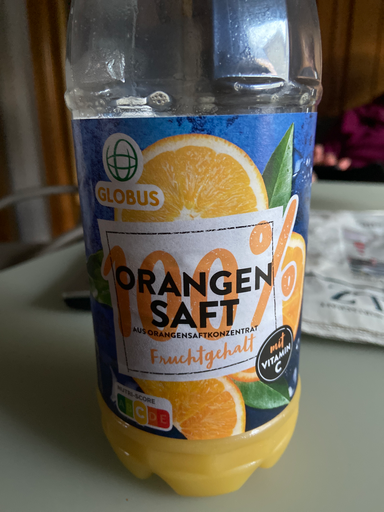 GLOBUS
100%
ORANGEN
SAFT
AUS ORANGENSAFTKONZENTRAT
Fruchtgehalt
mit
VITAMIN
C
NUTRI-SCORE
C D E